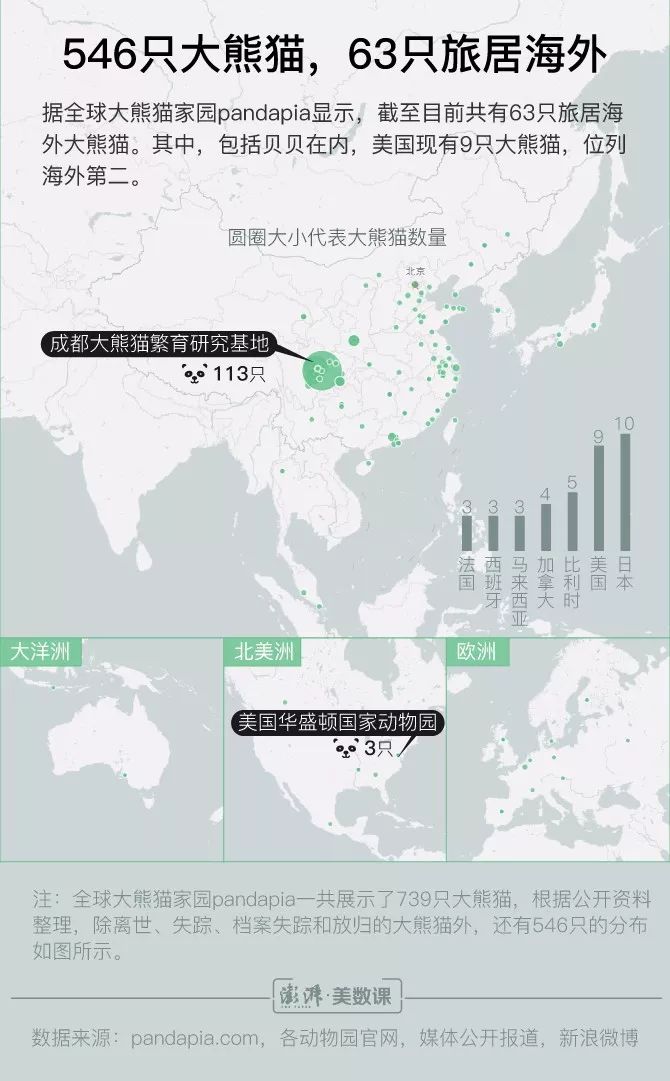 546只大熊猫，63只旅居海外
据全球大熊猫家园pandapia显示，截至目前共有63只旅居海
外大熊猫。其中，包括贝贝在内，美国现有9只大熊猫，位列
海外第二。
圆圈大小代表大熊猫数量
北京
成都大熊猫繁育研究基地
113只
3
3
3
4
5
9
10
法国
西班牙
马来西亚
加拿大
比利时
美国
日本
大洋洲
北美洲
欧洲
美国华盛顿国家动物园
3只
注：全球大熊猫家园pandapia一共展示了739只大熊猫，根据公开资料
整理，除离世、失踪、档案失踪和放归的大熊猫外，还有546只的分布
如图所示。
澎湃·美数课
数据来源：pandapia.com，各动物园官网，媒体公开报道，新浪微博